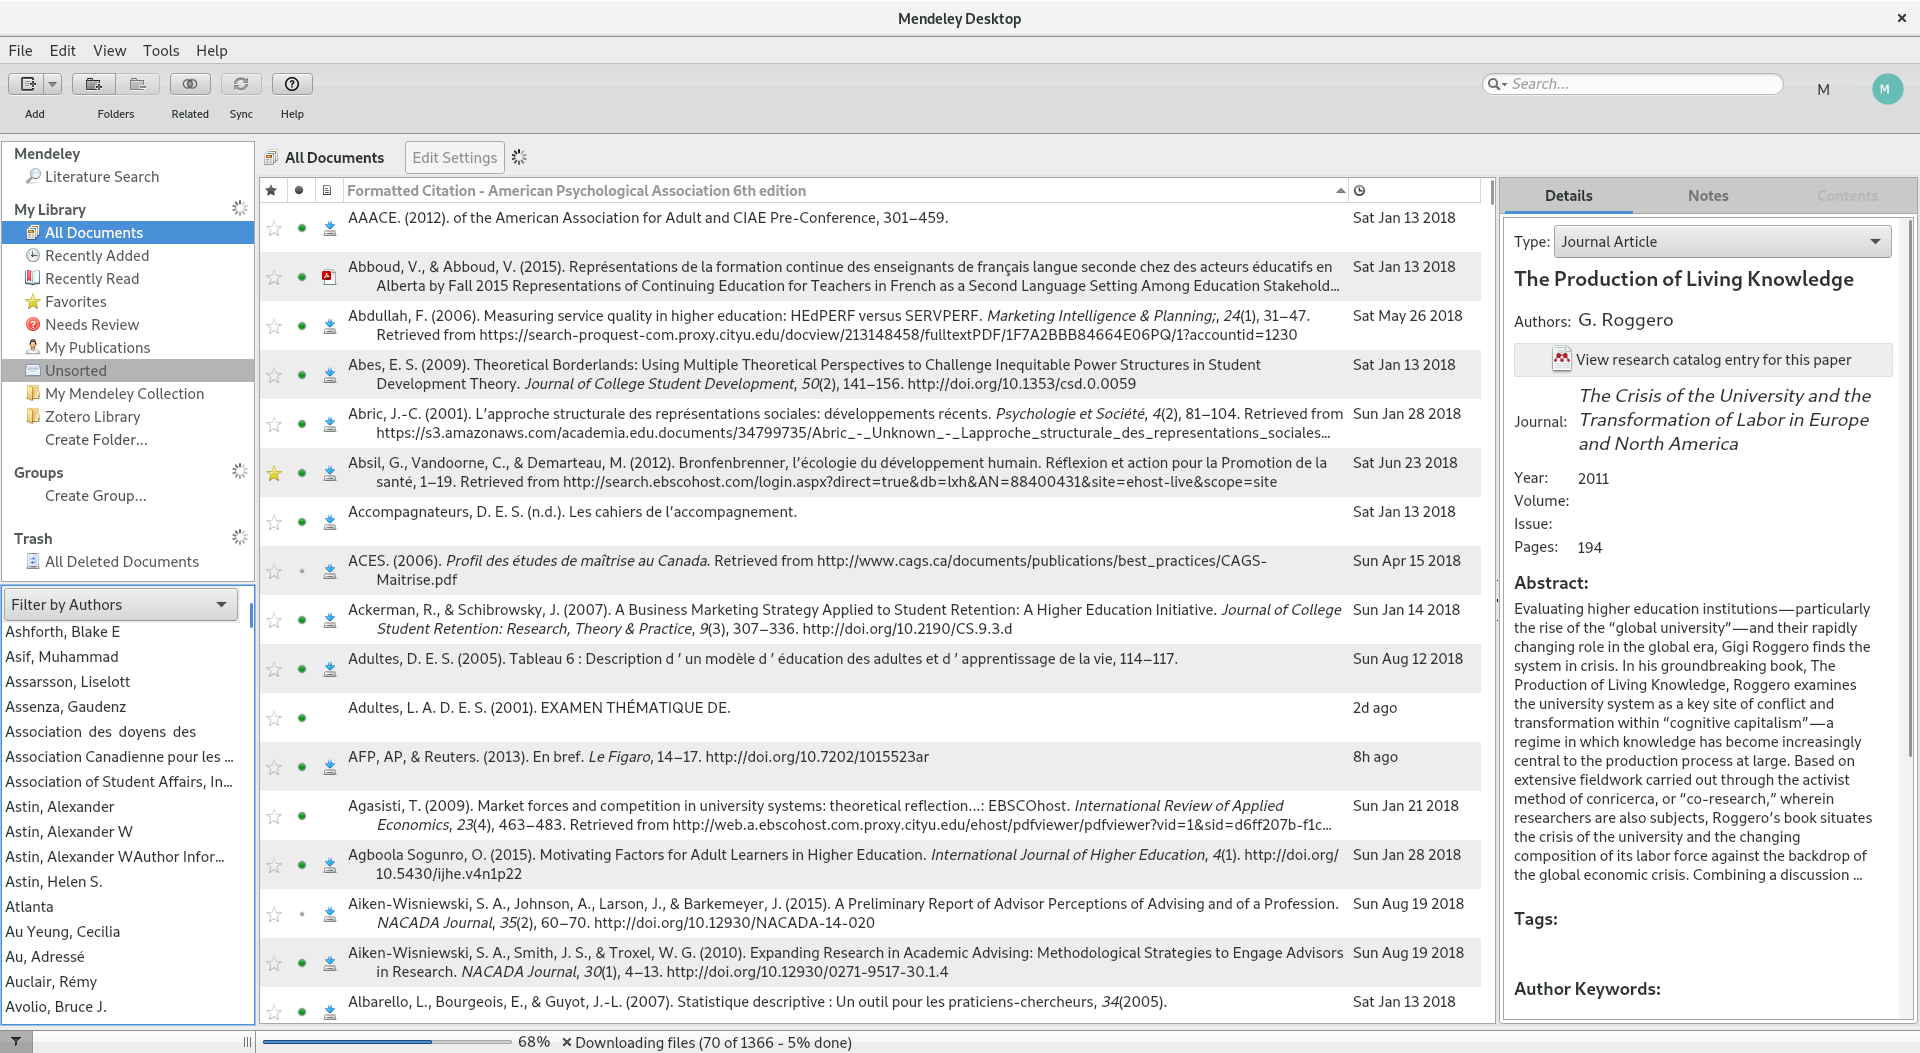 Mendeley Desktop
File Edit View Tools Help
Add Folders Related Sync Help
Search...
M
M
Mendeley
Literature Search
My Library
All Documents
Recently Added
Recently Read
Favorites
Needs Review
My Publications
Unsorted
My Mendeley Collection
Zotero Library
Create Folder...
Groups
Create Group...
Trash
All Deleted Documents
Filter by Authors
Ashforth, Blake E
Asif, Muhammad
Assarsson, Liselott
Assenza, Gaudenz
Association des doyens des
Association Canadienne pour les ...
Association of Student Affairs, In...
Astin, Alexander
Astin, Alexander W
Astin, Alexander WAuthor Infor...
Astin, Helen S.
Atlanta
Au Yeung, Cecilia
Au, Adressé
Auclair, Rémy
Avolio, Bruce J.
All Documents Edit Settings
Formatted Citation - American Psychological Association 6th edition
AAACE. (2012). of the American Association for Adult and CIAE Pre-Conference, 301–459. Sat Jan 13 2018
Abboud, V., & Abboud, V. (2015). Représentations de la formation continue des enseignants de français langue seconde chez des acteurs éducatifs en Sat Jan 13 2018
Alberta by Fall 2015 Representations of Continuing Education for Teachers in French as a Second Language Setting Among Education Stakehold...
Abdullah, F. (2006). Measuring service quality in higher education: HEdPERF versus SERVPERF. Marketing Intelligence & Planning;, 24(1), 31–47. Sat May 26 2018
Retrieved from https://search-proquest-com.proxy.cityu.edu/docview/213148458/fulltextPDF/1F7A2BBB84664E06PQ/1?accountid=1230
Abes, E. S. (2009). Theoretical Borderlands: Using Multiple Theoretical Perspectives to Challenge Inequitable Power Structures in Student Sat Jan 13 2018
Development Theory. Journal of College Student Development, 50(2), 141–156. http://doi.org/10.1353/csd.0.0059
Abric, J.-C. (2001). L'approche structurale des représentations sociales: développements récents. Psychologie et Société, 4(2), 81–104. Retrieved from Sun Jan 28 2018
https://s3.amazonaws.com/academia.edu.documents/34799735/Abric_-_Unknown_-_Lapproche_structurale_des_representations_sociales...
Absil, G., Vandoorne, C., & Demarteau, M. (2012). Bronfenbrenner, l'écologie du développement humain. Réflexion et action pour la Promotion de la Sat Jun 23 2018
santé, 1–19. Retrieved from http://search.ebscohost.com/login.aspx?direct=true&db=lxh&AN=88400431&site=ehost-live&scope=site
Accompagnateurs, D. E. S. (n.d.). Les cahiers de l'accompagnement. Sat Jan 13 2018
ACES. (2006). Profil des études de maîtrise au Canada. Retrieved from http://www.cags.ca/documents/publications/best_practices/CAGS- Sun Apr 15 2018
Maitrise.pdf
Ackerman, R., & Schibrowsky, J. (2007). A Business Marketing Strategy Applied to Student Retention: A Higher Education Initiative. Journal of College Sun Jan 14 2018
Student Retention: Research, Theory & Practice, 9(3), 307–336. http://doi.org/10.2190/CS.9.3.d
Adultes, D. E. S. (2005). Tableau 6 : Description d ' un modèle d ' éducation des adultes et d ' apprentissage de la vie, 114–117. Sun Aug 12 2018
Adultes, L. A. D. E. S. (2001). EXAMEN THÉMATIQUE DE. 2d ago
AFP, AP, & Reuters. (2013). En bref. Le Figaro, 14–17. http://doi.org/10.7202/1015523ar 8h ago
Agasisti, T. (2009). Market forces and competition in university systems: theoretical reflection...: EBSCOhost. International Review of Applied Sun Jan 21 2018
Economics, 23(4), 463–483. Retrieved from http://web.a.ebscohost.com.proxy.cityu.edu/ehost/pdfviewer/pdfviewer?vid=1&sid=d6ff207b-f1c...
Agboola Sogunro, O. (2015). Motivating Factors for Adult Learners in Higher Education. International Journal of Higher Education, 4(1). http://doi.org/ Sun Jan 28 2018
10.5430/ijhe.v4n1p22
Aiken-Wisniewski, S. A., Johnson, A., Larson, J., & Barkemeyer, J. (2015). A Preliminary Report of Advisor Perceptions of Advising and of a Profession. Sun Aug 19 2018
NACADA Journal, 35(2), 60–70. http://doi.org/10.12930/NACADA-14-020
Aiken-Wisniewski, S. A., Smith, J. S., & Troxel, W. G. (2010). Expanding Research in Academic Advising: Methodological Strategies to Engage Advisors Sun Aug 19 2018
in Research. NACADA Journal, 30(1), 4–13. http://doi.org/10.12930/0271-9517-30.1.4
Albarello, L., Bourgeois, E., & Guyot, J.-L. (2007). Statistique descriptive : Un outil pour les praticiens-chercheurs, 34(2005). Sat Jan 13 2018
Details Notes Contents
Type: Journal Article
The Production of Living Knowledge
Authors: G. Roggero
View research catalog entry for this paper
Journal: The Crisis of the University and the
Transformation of Labor in Europe
and North America
Year: 2011
Volume:
Issue:
Pages: 194
Abstract:
Evaluating higher education institutions—particularly
the rise of the “global university”—and their rapidly
changing role in the global era, Gigi Roggero finds the
system in crisis. In his groundbreaking book, The
Production of Living Knowledge, Roggero examines
the university system as a key site of conflict and
transformation within “cognitive capitalism”—a
regime in which knowledge has become increasingly
central to the production process at large. Based on
extensive fieldwork carried out through the activist
method of conricerca, or “co-research,” wherein
researchers are also subjects, Roggero's book situates
the crisis of the university and the changing
composition of its labor force against the backdrop of
the global economic crisis. Combining a discussion ...
Tags:
Author Keywords:
68% Downloading files (70 of 1366 - 5% done)